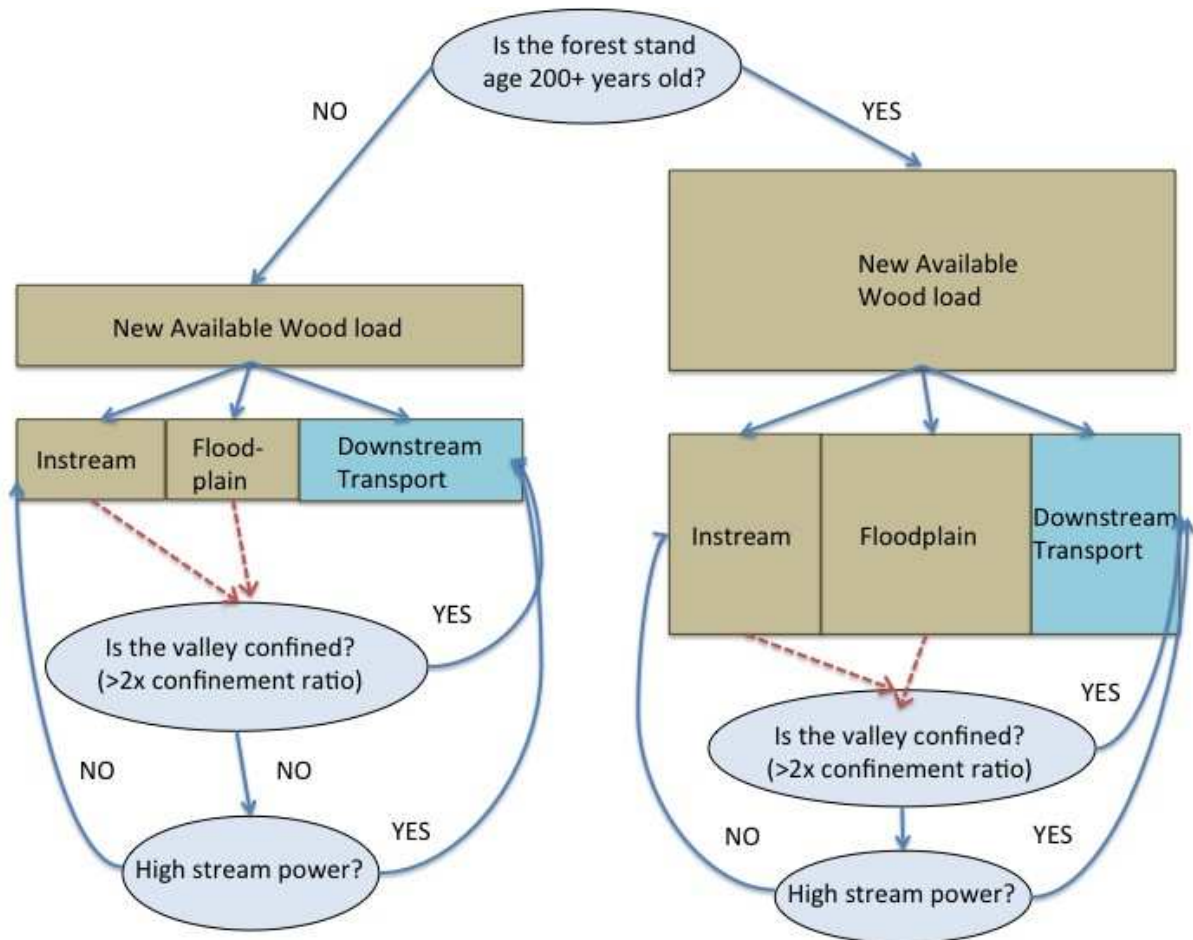 Is the forest stand
age 200+ years old?
NO
YES
New Available Wood load
New Available
Wood load
Instream
Flood-
plain
Downstream
Transport
Instream
Floodplain
Downstream
Transport
YES
Is the valley confined?
(>2x confinement ratio)
YES
Is the valley confined?
(>2x confinement ratio)
NO
NO
YES
High stream power?
NO
YES
High stream power?